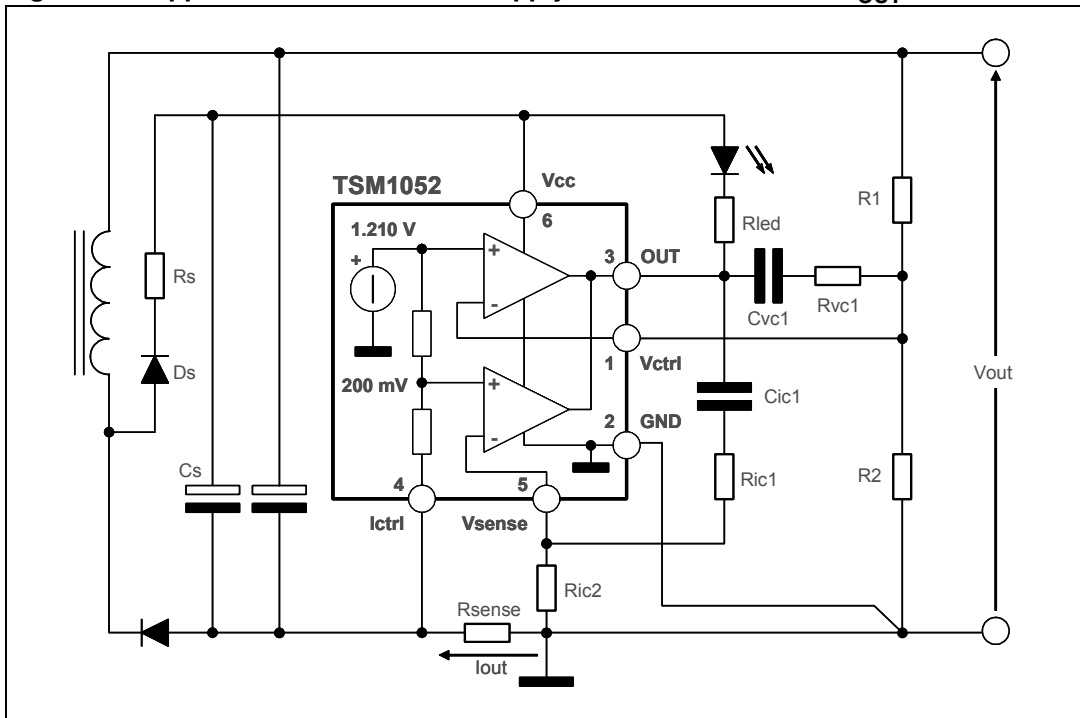 TSM1052
Vcc
6
1.210 V
+
+
-
3
OUT
Rled
R1
Rs
Cvc1
Rvc1
1
Vctrl
Ds
200 mV
+
-
Cic1
Vout
2
GND
Cs
4
5
Ric1
R2
Ictrl
Vsense
Rsense
Ric2
Iout